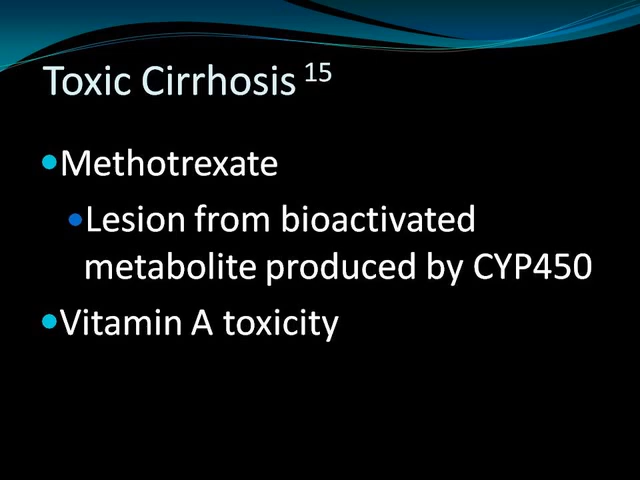 Toxic Cirrhosis 15
•Methotrexate
•Lesion from bioactivated
metabolite produced by CYP450
•Vitamin A toxicity